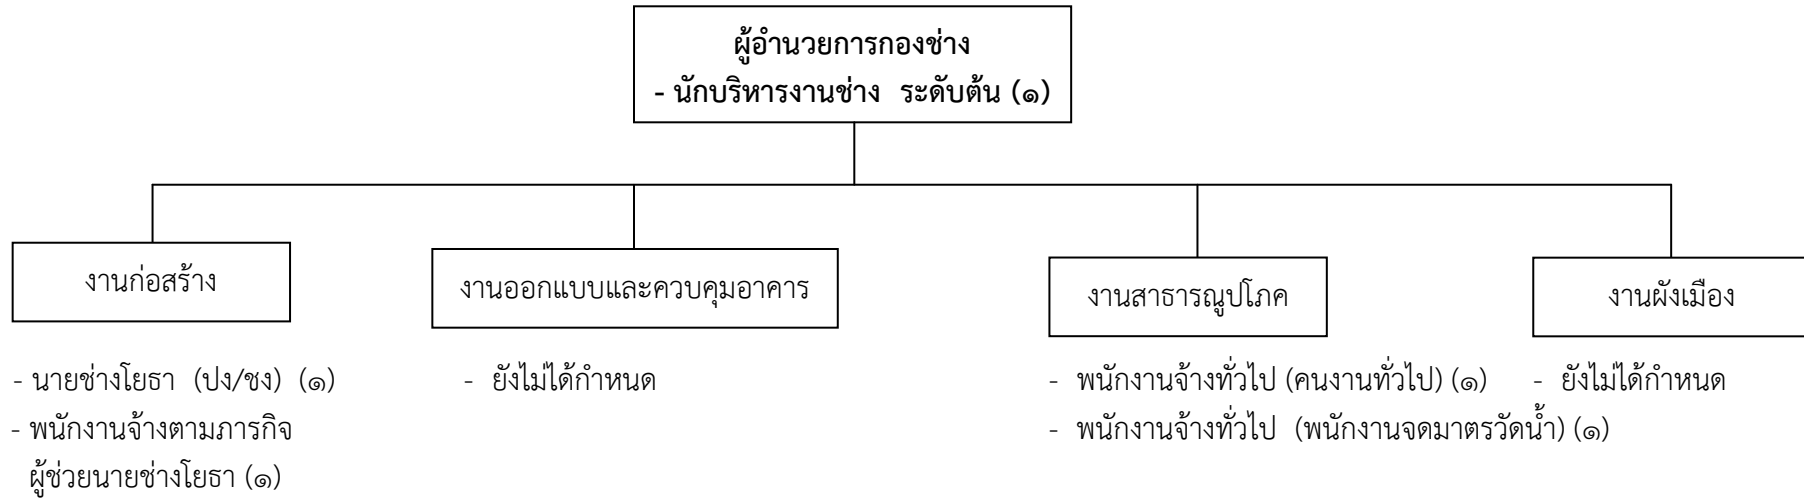 ผู้อำนวยการกองช่าง
- นักบริหารงานช่าง ระดับต้น (๑)
งานก่อสร้าง
งานออกแบบและควบคุมอาคาร
งานสาธารณูปโภค
งานผังเมือง
- นายช่างโยธา (ปง/ชง) (๑)
- พนักงานจ้างตามภารกิจ
ผู้ช่วยนายช่างโยธา (๑)
- ยังไม่ได้กำหนด
- พนักงานจ้างทั่วไป (คนงานทั่วไป) (๑)
- พนักงานจ้างทั่วไป (พนักงานจดมาตรวัดน้ำ) (๑)
- ยังไม่ได้กำหนด